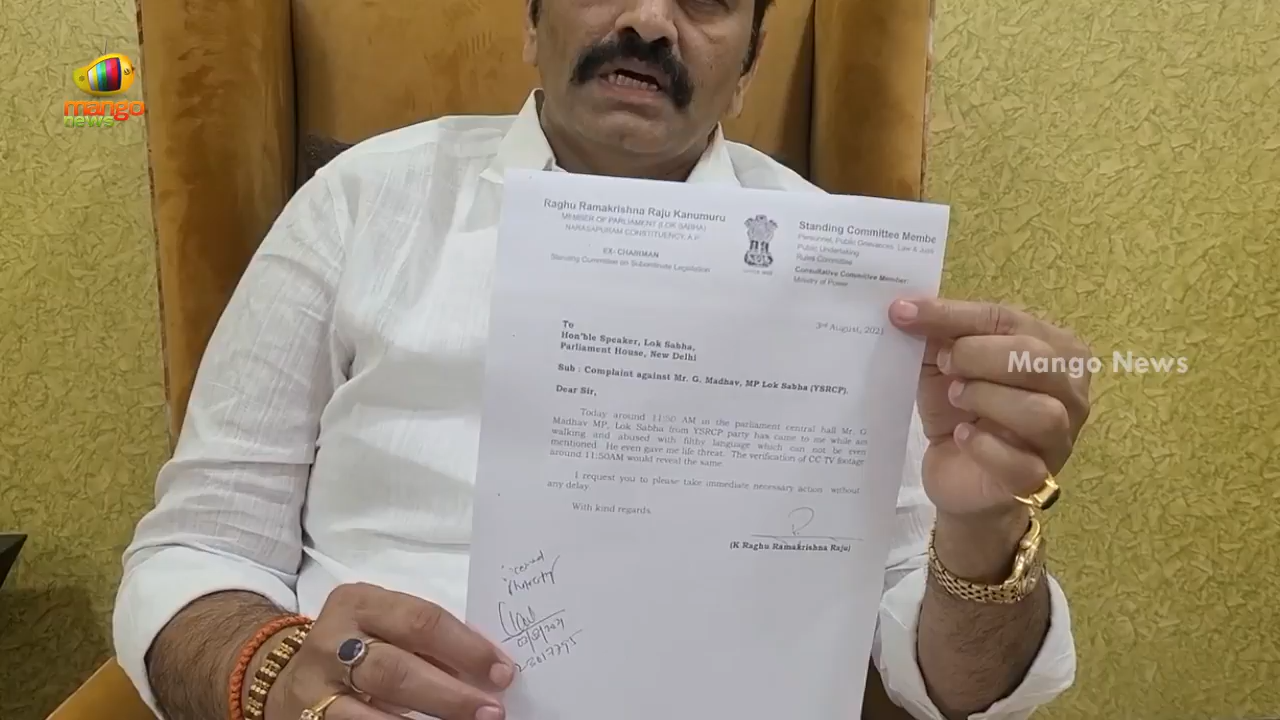 mango
news
Mango News
Raghu Ramakrishna Raju Kanumuru
MEMBER OF PARLIAMENT (LOK SABHA)
NARASAPURAM CONSTITUENCY, A.P.
EX- CHAIRMAN
Standing Committee on Subordinate Legislation
Standing Committee Membe
Personnel, Public Grievances, Law & Justi
Public Undertaking
Rules Committee
Consultative Committee Member:
Ministry of Power
3rd August, 2021
To
Hon'ble Speaker, Lok Sabha,
Parliament House, New Delhi
Sub : Complaint against Mr. G. Madhav, MP Lok Sabha (YSRCP).
Dear Sir,
Today around 11:50 AM in the parliament central hall Mr. G
Madhav MP, Lok Sabha from YSRCP party has came to me while am
walking and abused with filthy language which can not be even
mentioned. He even gave me life threat. The verification of CC TV footage
around 11:50AM would reveal the same.
I request you to please take immediate necessary action without
any delay
With kind regards.
(K Raghu Ramakrishna Raju)